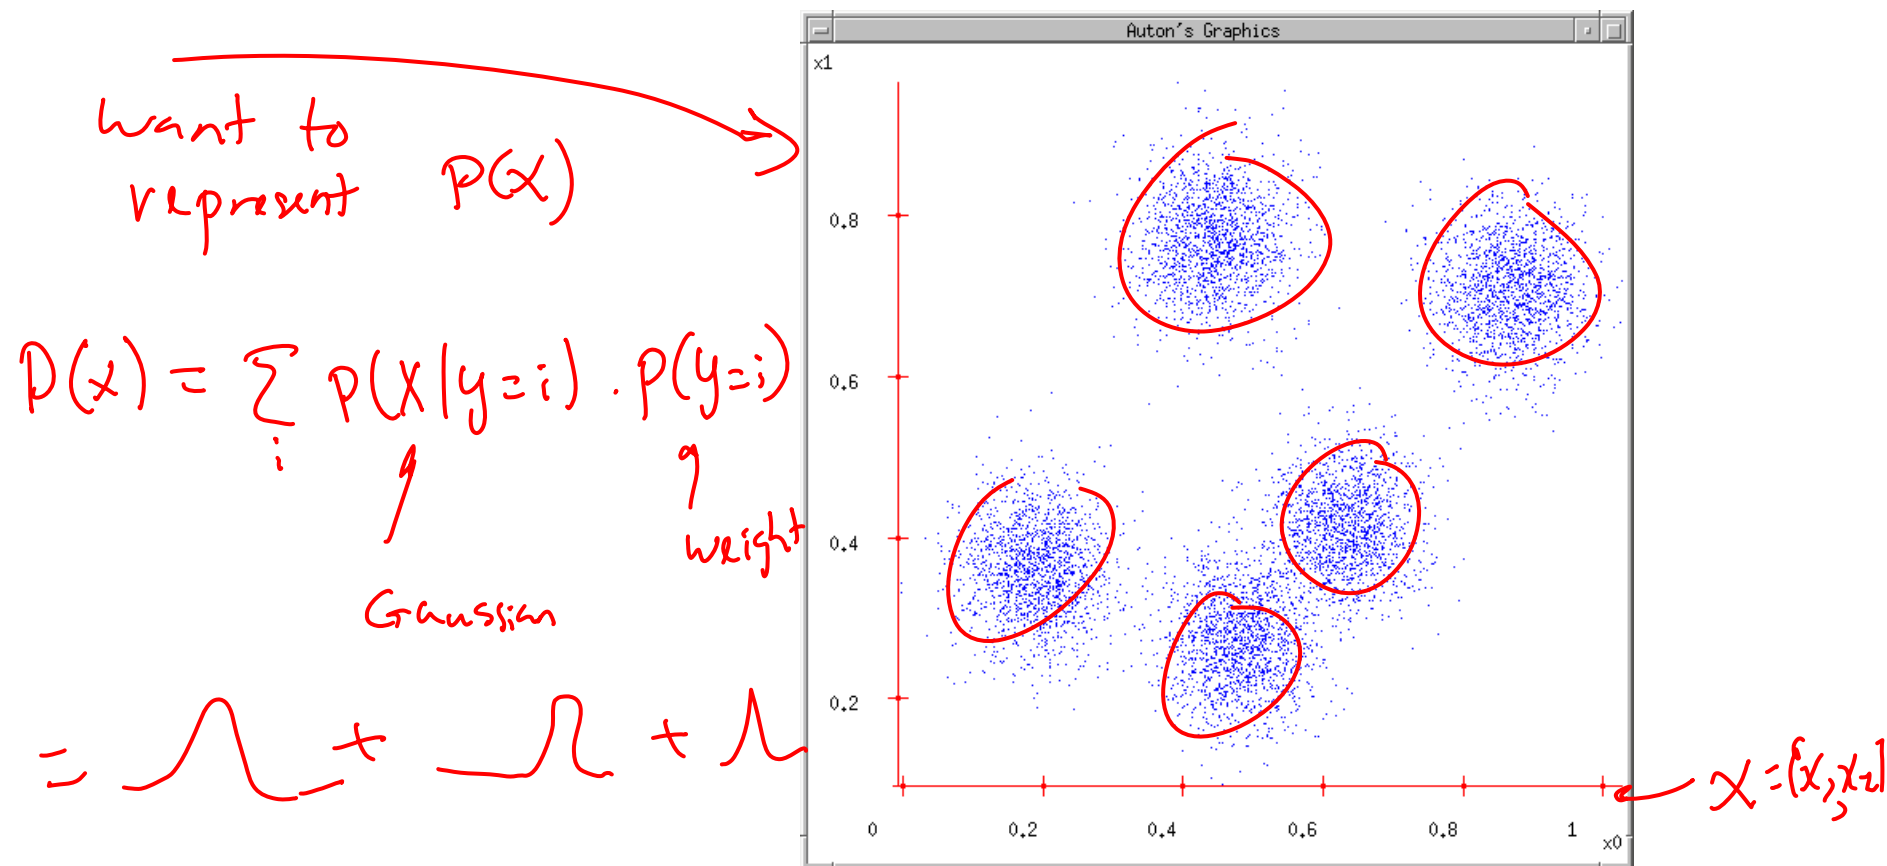 Auton's Graphics
x1
want to
represent P(X)
0.8
P(x) = Σ p(X|y=i) · p(y=i)
i
0.6
weight
0.4
Gaussian
0.2
= + +
x = [x, x2]
0 0.2 0.4 0.6 0.8 1 x0